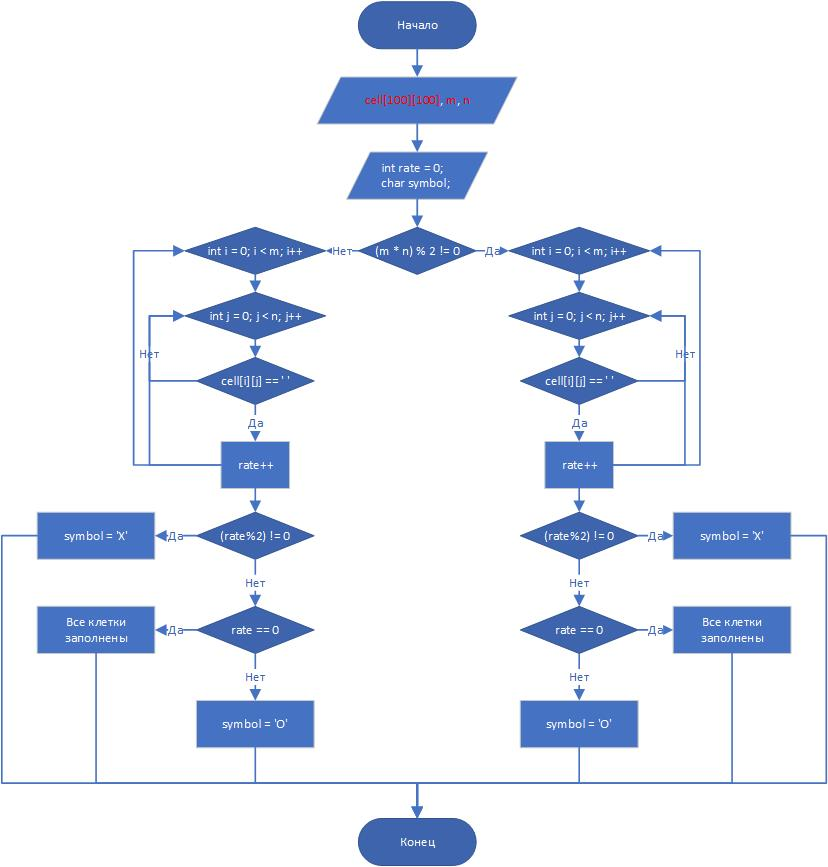 Начало
cell[100][100], m, n
int rate = 0;
char symbol;
int i = 0; i < m; i++
Нет
(m * n) % 2 != 0
Да
int i = 0; i < m; i++
int j = 0; j < n; j++
int j = 0; j < n; j++
Нет
Нет
cell[i][j] == ' '
cell[i][j] == ' '
Да
Да
rate++
rate++
symbol = 'X'
Да
(rate%2) != 0
(rate%2) != 0
Да
symbol = 'X'
Нет
Нет
Все клетки
заполнены
Да
rate == 0
rate == 0
Да
Все клетки
заполнены
Нет
Нет
symbol = 'O'
symbol = 'O'
Конец